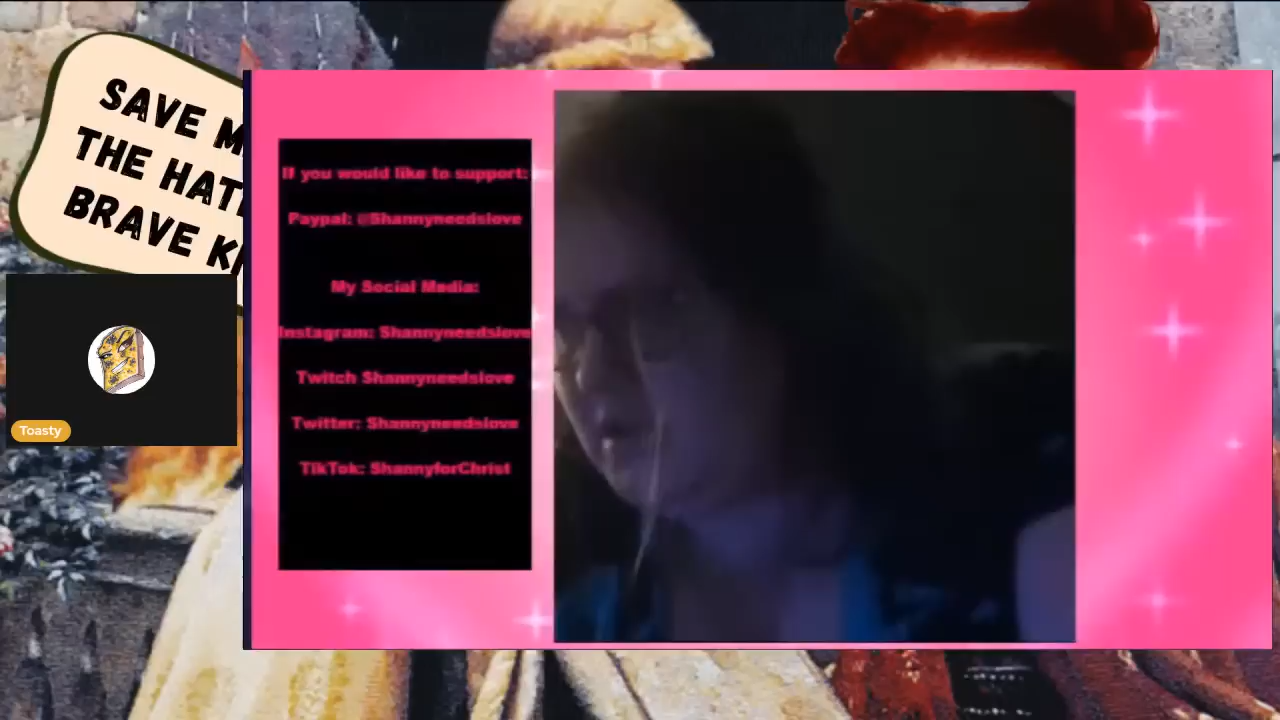 SAVE M
THE HAT
BRAVE K
Toasty
If you would like to support:
Paypal: @Shannyneedslove
My Social Media:
Instagram: Shannyneedslove
Twitch Shannyneedslove
Twitter: Shannyneedslove
TikTok: ShannyforChrist